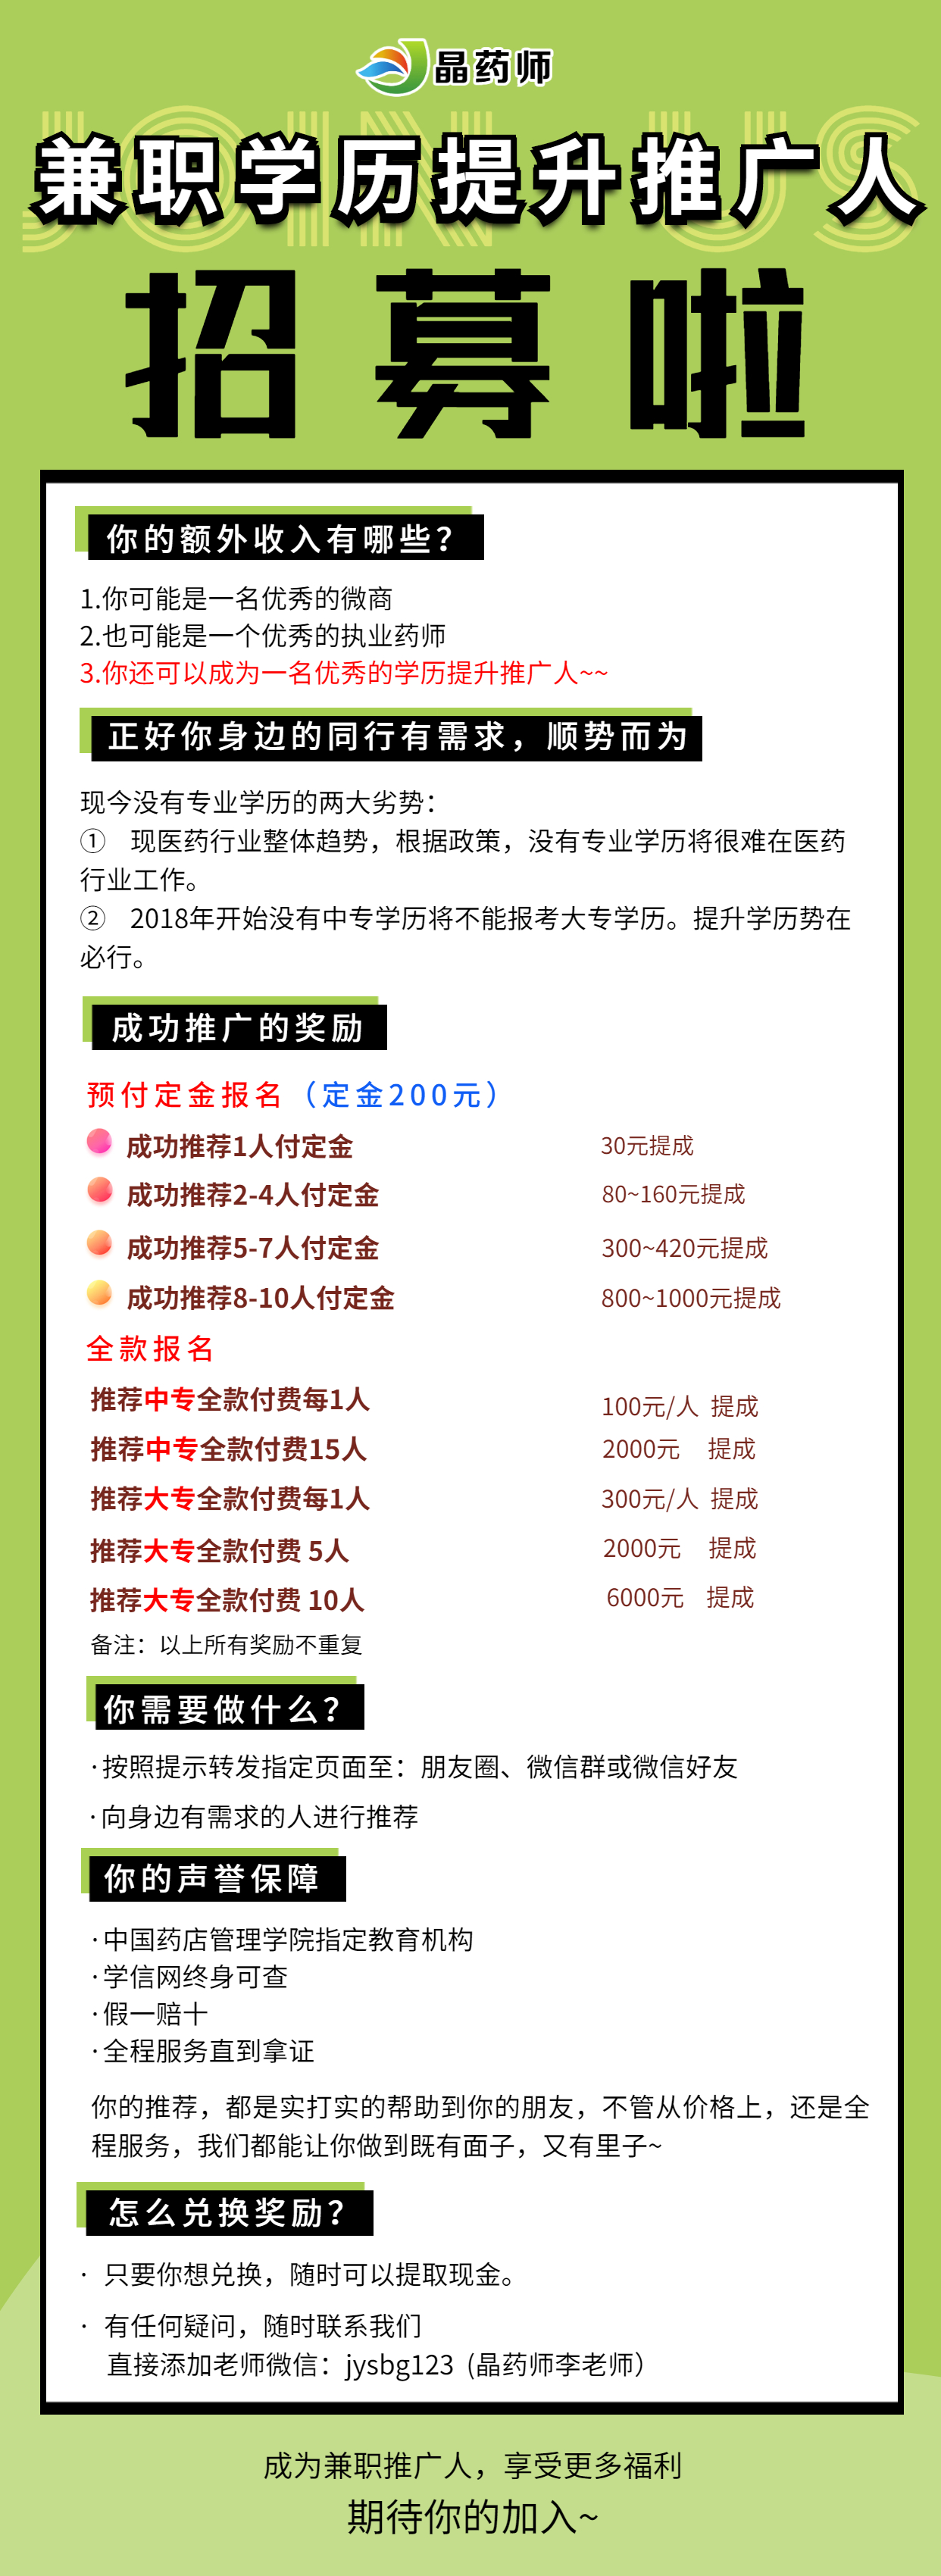 晶药师
JOIN US
兼职学历提升推广人
招募啦
你的额外收入有哪些？
1.你可能是一名优秀的微商
2.也可能是一个优秀的执业药师
3.你还可以成为一名优秀的学历提升推广人~~
正好你身边的同行有需求，顺势而为
现今没有专业学历的两大劣势：
① 现医药行业整体趋势，根据政策，没有专业学历将很难在医药
行业工作。
② 2018年开始没有中专学历将不能报考大专学历。提升学历势在
必行。
成功推广的奖励
预付定金报名（定金200元）
成功推荐1人付定金 30元提成
成功推荐2-4人付定金 80~160元提成
成功推荐5-7人付定金 300~420元提成
成功推荐8-10人付定金 800~1000元提成
全款报名
推荐中专全款付费每1人 100元/人 提成
推荐中专全款付费15人 2000元 提成
推荐大专全款付费每1人 300元/人 提成
推荐大专全款付费 5人 2000元 提成
推荐大专全款付费 10人 6000元 提成
备注：以上所有奖励不重复
你需要做什么？
·按照提示转发指定页面至：朋友圈、微信群或微信好友
·向身边有需求的人进行推荐
你的声誉保障
·中国药店管理学院指定教育机构
·学信网终身可查
·假一赔十
·全程服务直到拿证
你的推荐，都是实打实的帮助到你的朋友，不管从价格上，还是全
程服务，我们都能让你做到既有面子，又有里子~
怎么兑换奖励？
· 只要你想兑换，随时可以提取现金。
· 有任何疑问，随时联系我们
直接添加老师微信：jysbg123（晶药师李老师）
成为兼职推广人，享受更多福利
期待你的加入~